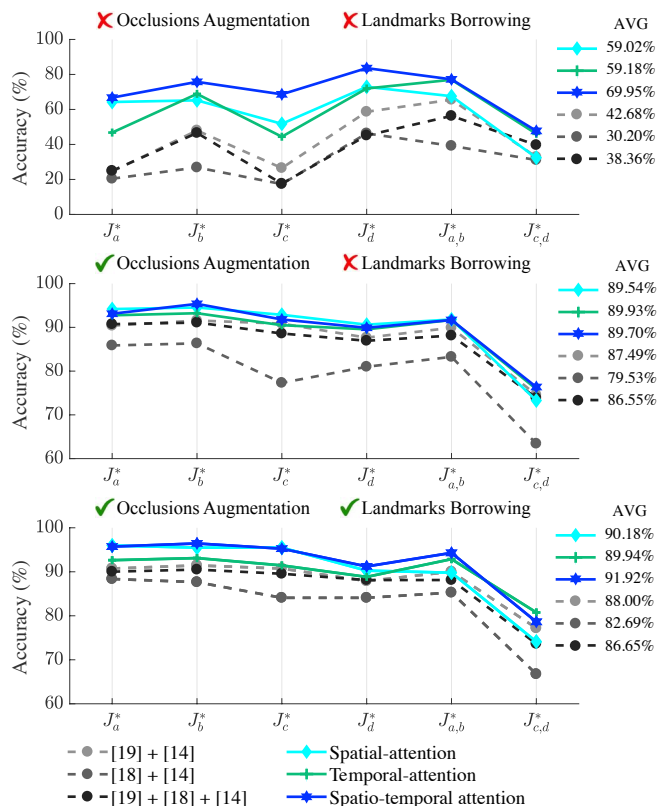 ✗ Occlusions Augmentation ✗ Landmarks Borrowing
AVG
100
80
60
40
20
0
Accuracy (%)
59.02%
59.18%
69.95%
42.68%
30.20%
38.36%
J*a J*b J*c J*d J*a,b J*c,d
✓ Occlusions Augmentation ✗ Landmarks Borrowing
AVG
100
90
80
70
60
Accuracy (%)
89.54%
89.93%
89.70%
87.49%
79.53%
86.55%
J*a J*b J*c J*d J*a,b J*c,d
✓ Occlusions Augmentation ✓ Landmarks Borrowing
AVG
100
90
80
70
60
Accuracy (%)
90.18%
89.94%
91.92%
88.00%
82.69%
86.65%
J*a J*b J*c J*d J*a,b J*c,d
[19] + [14] Spatial-attention
[18] + [14] Temporal-attention
[19] + [18] + [14] Spatio-temporal attention